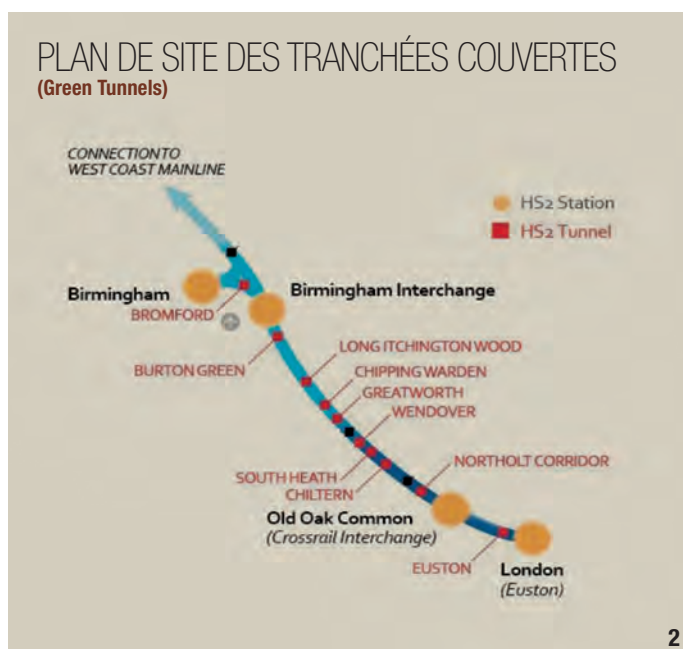 PLAN DE SITE DES TRANCHÉES COUVERTES
(Green Tunnels)
CONNECTIONTO
WEST COAST MAINLINE
HS2 Station
HS2 Tunnel
Birmingham
Birmingham Interchange
BROMFORD
BURTON GREEN
LONG ITCHINGTON WOOD
CHIPPING WARDEN
GREATWORTH
WENDOVER
SOUTH HEATH
CHILTERN
NORTHOLT CORRIDOR
Old Oak Common
(Crossrail Interchange)
EUSTON
London
(Euston)
2